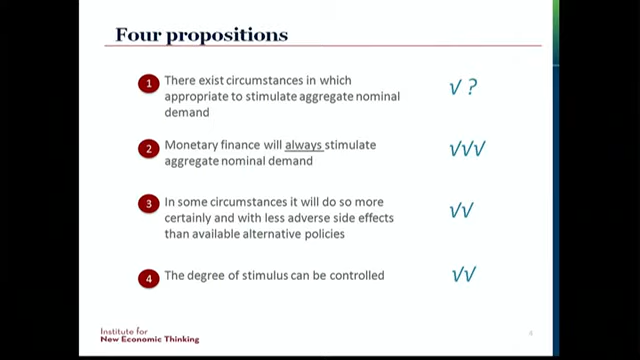 Four propositions
1 There exist circumstances in which √ ?
appropriate to stimulate aggregate nominal
demand
2 Monetary finance will always stimulate √√√
aggregate nominal demand
3 In some circumstances it will do so more √√
certainly and with less adverse side effects
than available alternative policies
4 The degree of stimulus can be controlled √√
Institute for
New Economic Thinking
4